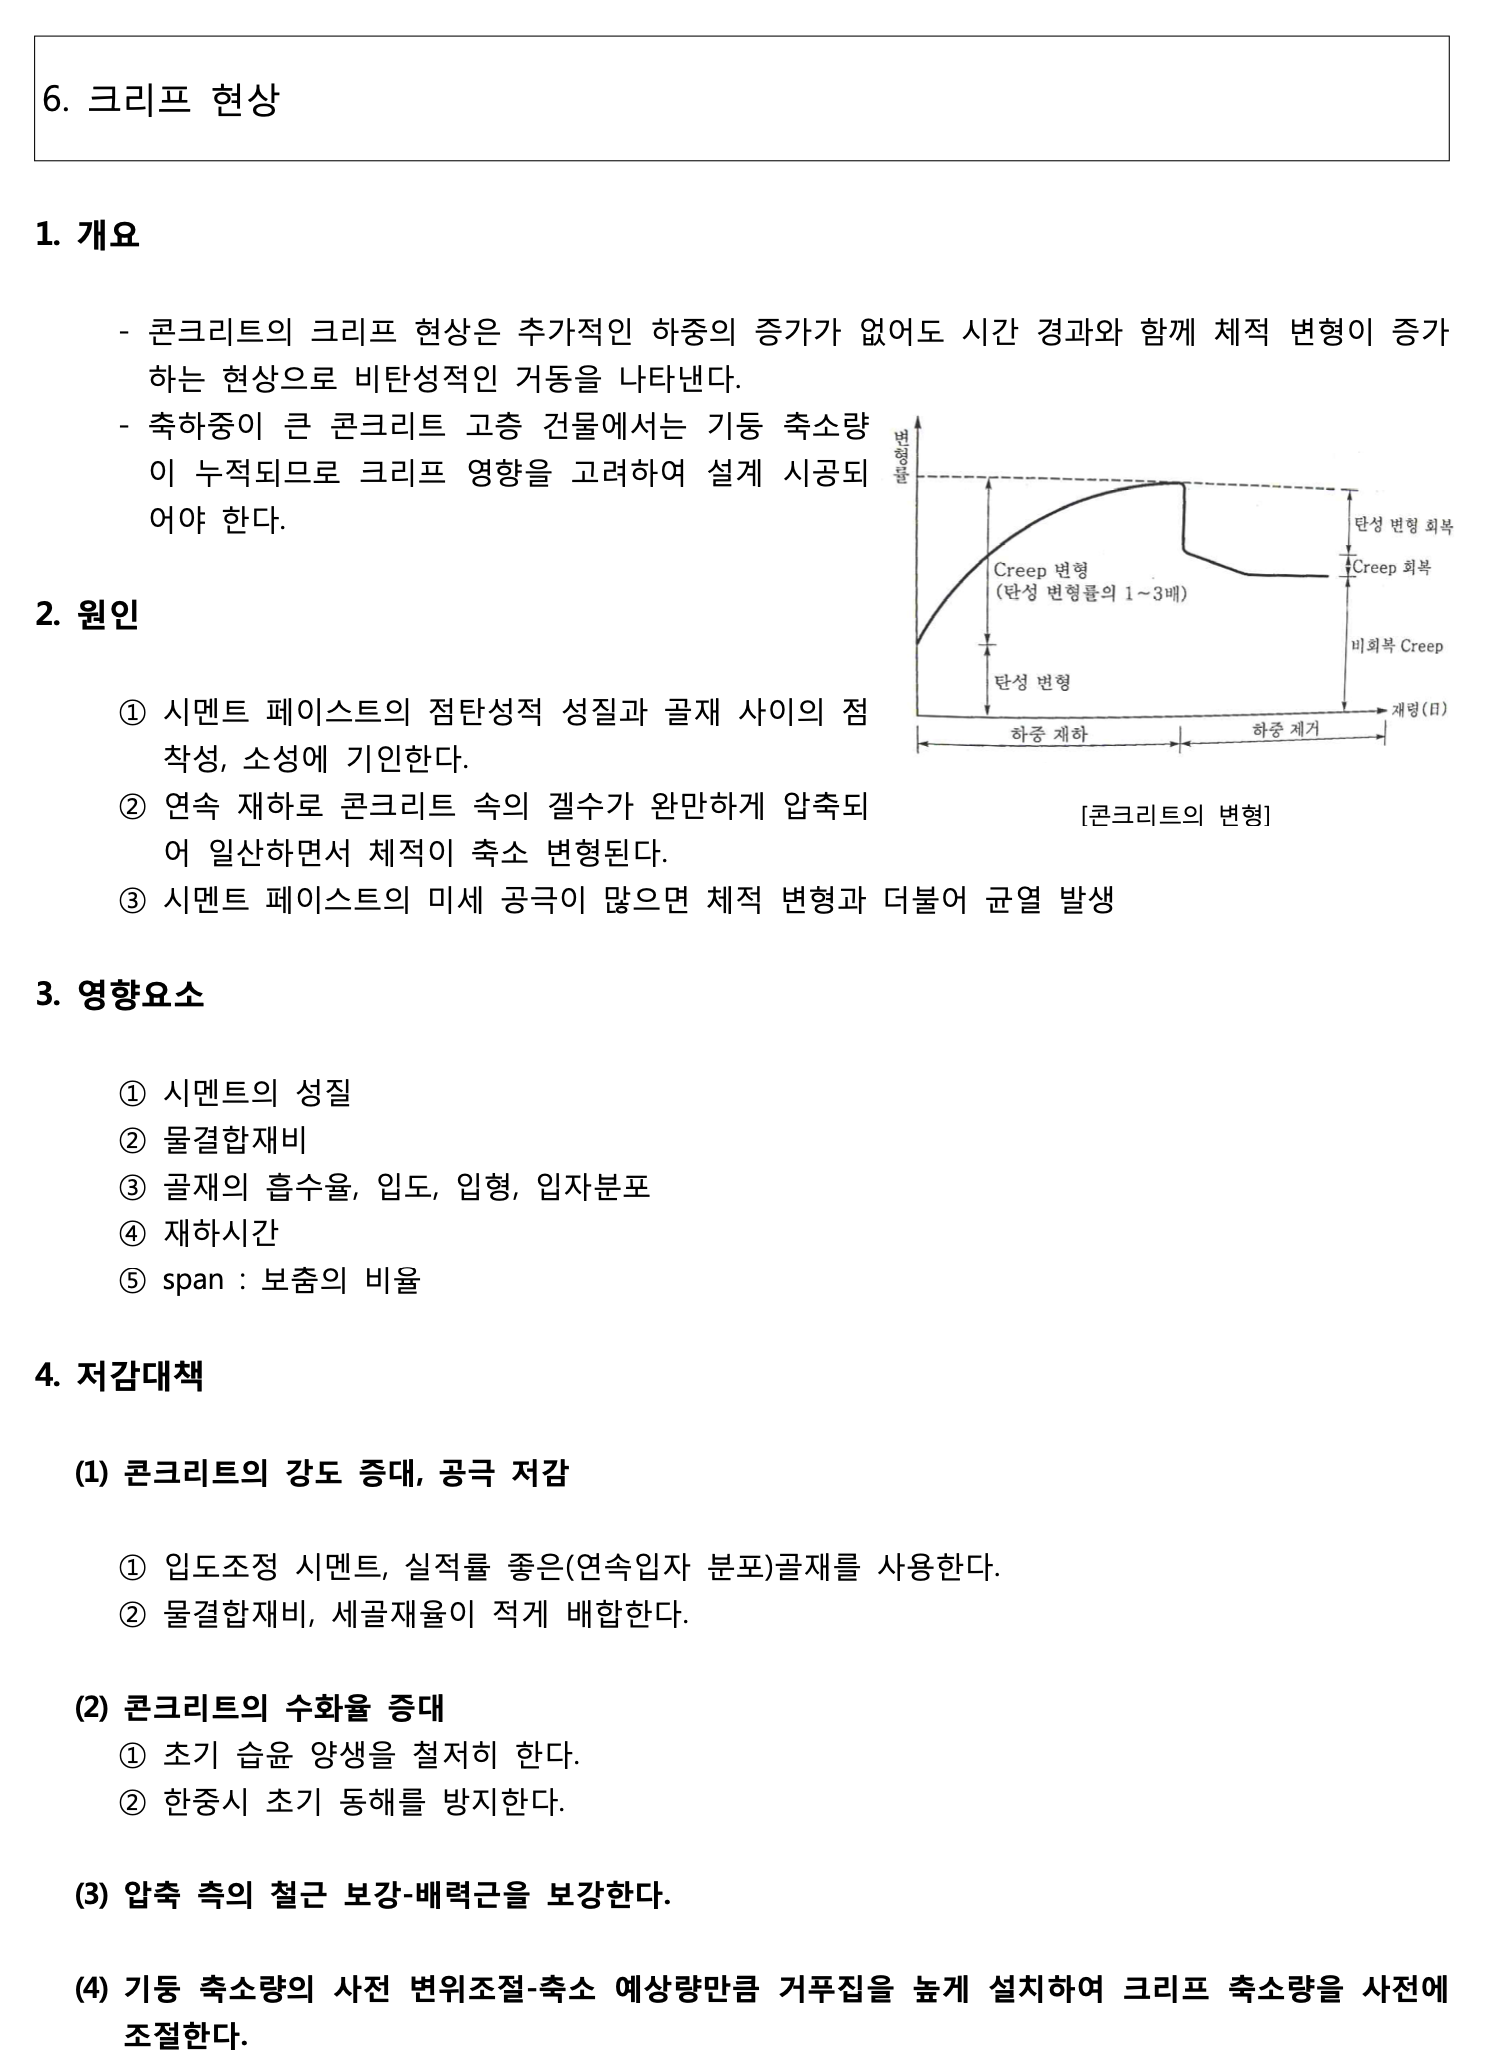 6. 크리프 현상
1. 개요
- 콘크리트의 크리프 현상은 추가적인 하중의 증가가 없어도 시간 경과와 함께 체적 변형이 증가
하는 현상으로 비탄성적인 거동을 나타낸다.
- 축하중이 큰 콘크리트 고층 건물에서는 기둥 축소량
이 누적되므로 크리프 영향을 고려하여 설계 시공되
어야 한다.
변형률
탄성 변형 회복
Creep 회복
Creep 변형
(탄성 변형률의 1~3배)
비회복 Creep
탄성 변형
재령(日)
하중 재하
하중 제거
[콘크리트의 변형]
2. 원인
① 시멘트 페이스트의 점탄성적 성질과 골재 사이의 점
착성, 소성에 기인한다.
② 연속 재하로 콘크리트 속의 겔수가 완만하게 압축되
어 일산하면서 체적이 축소 변형된다.
③ 시멘트 페이스트의 미세 공극이 많으면 체적 변형과 더불어 균열 발생
3. 영향요소
① 시멘트의 성질
② 물결합재비
③ 골재의 흡수율, 입도, 입형, 입자분포
④ 재하시간
⑤ span : 보춤의 비율
4. 저감대책
(1) 콘크리트의 강도 증대, 공극 저감
① 입도조정 시멘트, 실적률 좋은(연속입자 분포)골재를 사용한다.
② 물결합재비, 세골재율이 적게 배합한다.
(2) 콘크리트의 수화율 증대
① 초기 습윤 양생을 철저히 한다.
② 한중시 초기 동해를 방지한다.
(3) 압축 측의 철근 보강-배력근을 보강한다.
(4) 기둥 축소량의 사전 변위조절-축소 예상량만큼 거푸집을 높게 설치하여 크리프 축소량을 사전에
조절한다.